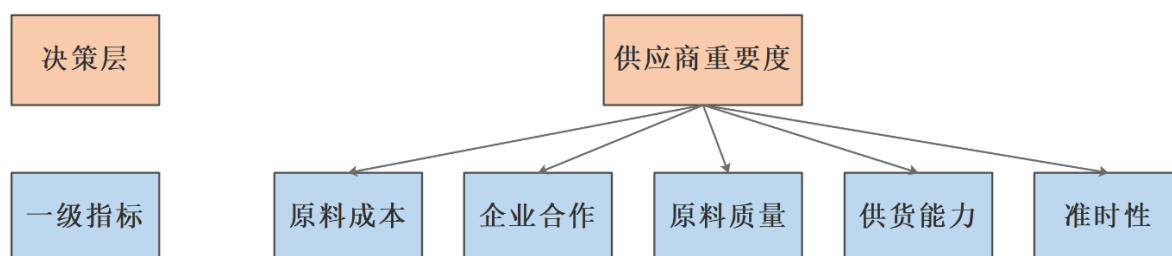 决策层
供应商重要度
一级指标
原料成本
企业合作
原料质量
供货能力
准时性